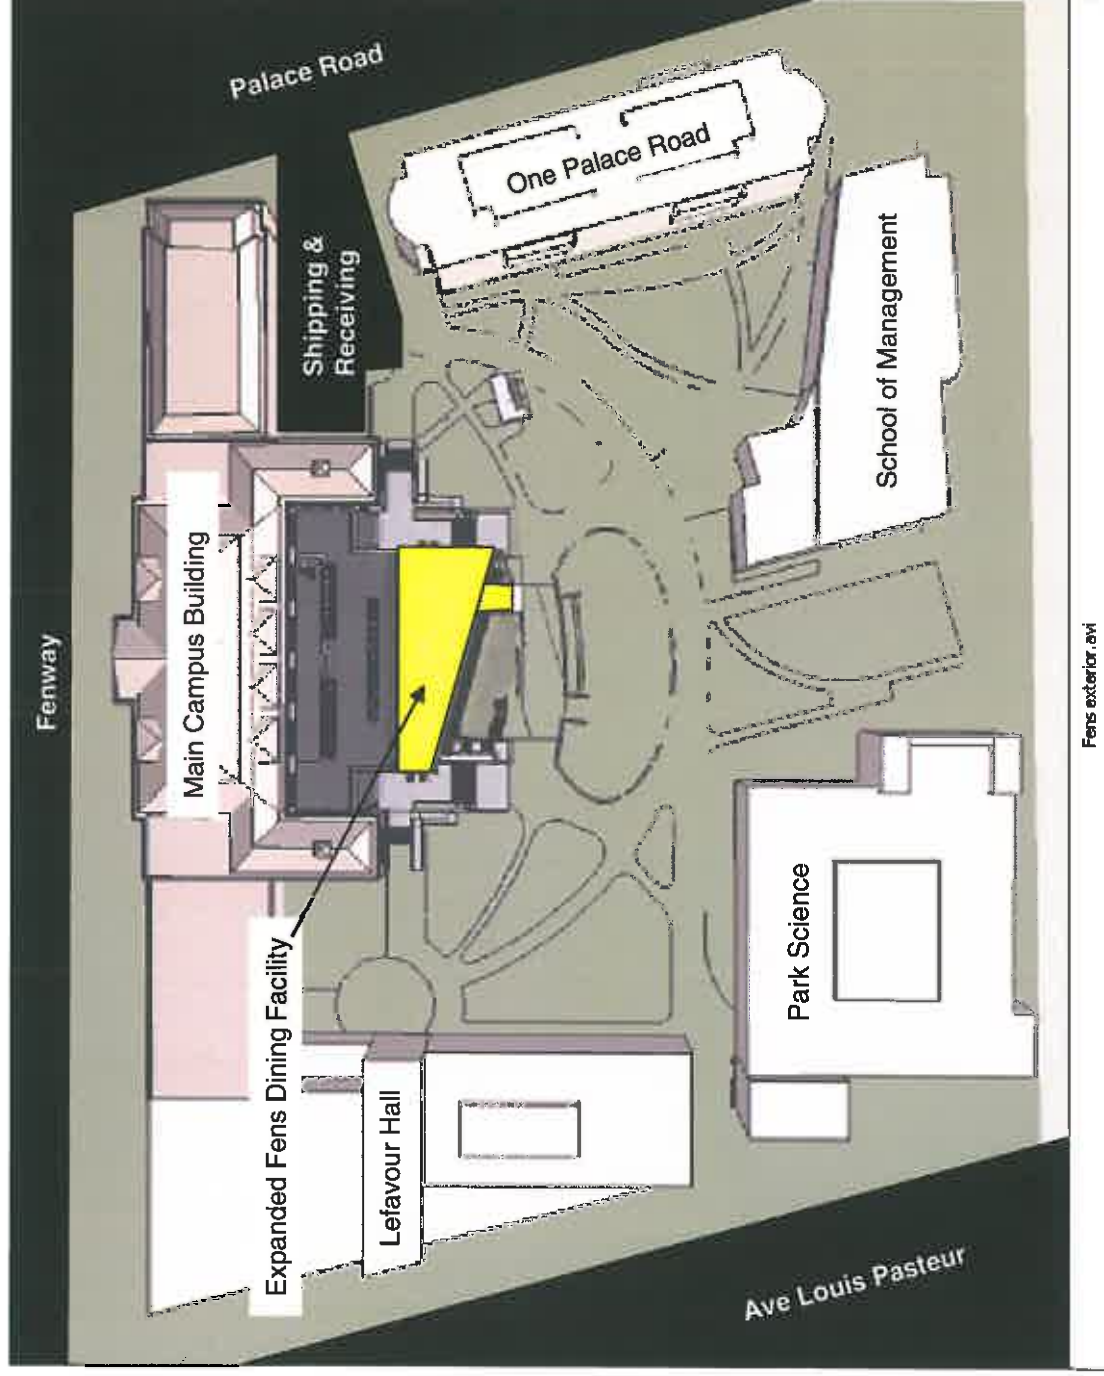 Palace Road
One Palace Road
Shipping &
Receiving
School of Management
Main Campus Building
Fenway
Expanded Fens Dining Facility
Park Science
Lefavour Hall
Ave Louis Pasteur
Fens exterior.avi